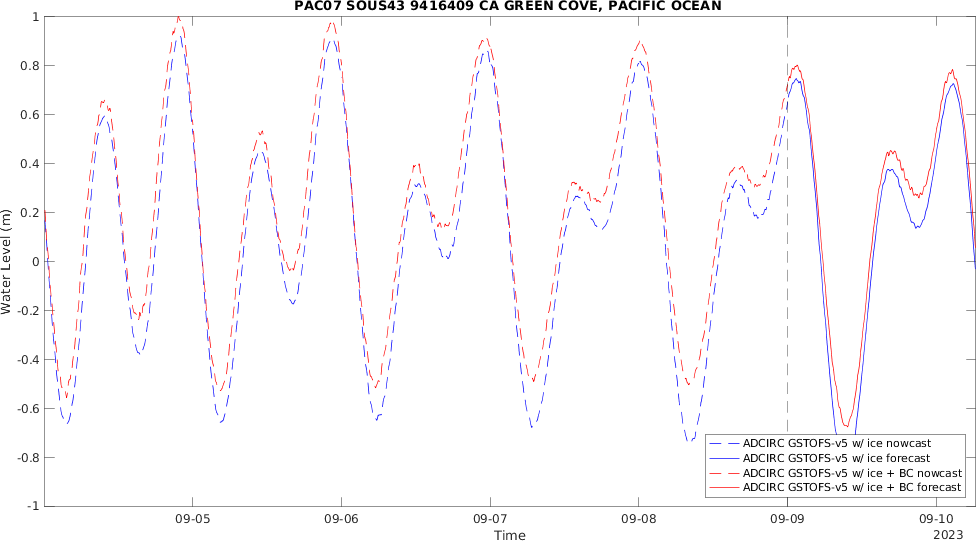 PAC07 SOUS43 9416409 CA GREEN COVE, PACIFIC OCEAN
1
0.8
0.6
0.4
0.2
0
-0.2
-0.4
-0.6
-0.8
-1
Water Level (m)
ADCIRC GSTOFS-v5 w/ ice nowcast
ADCIRC GSTOFS-v5 w/ ice forecast
ADCIRC GSTOFS-v5 w/ ice + BC nowcast
ADCIRC GSTOFS-v5 w/ ice + BC forecast
09-05 09-06 09-07 09-08 09-09 09-10
Time
2023